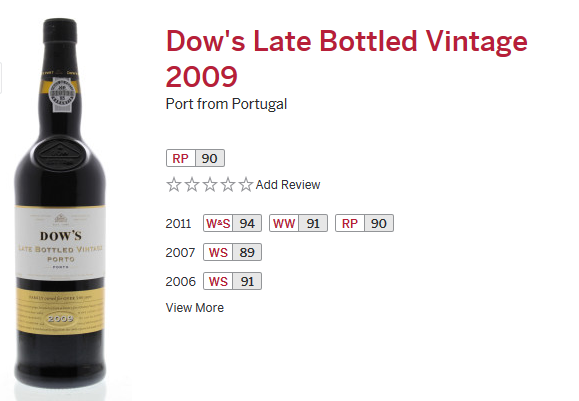 Dow's Late Bottled Vintage
2009
Port from Portugal
RP 90
Add Review
2011 W&S 94 WW 91 RP 90
2007 WS 89
2006 WS 91
View More
DOW'S
LATE BOTTLED VINTAGE
PORTO
PORTO
2009